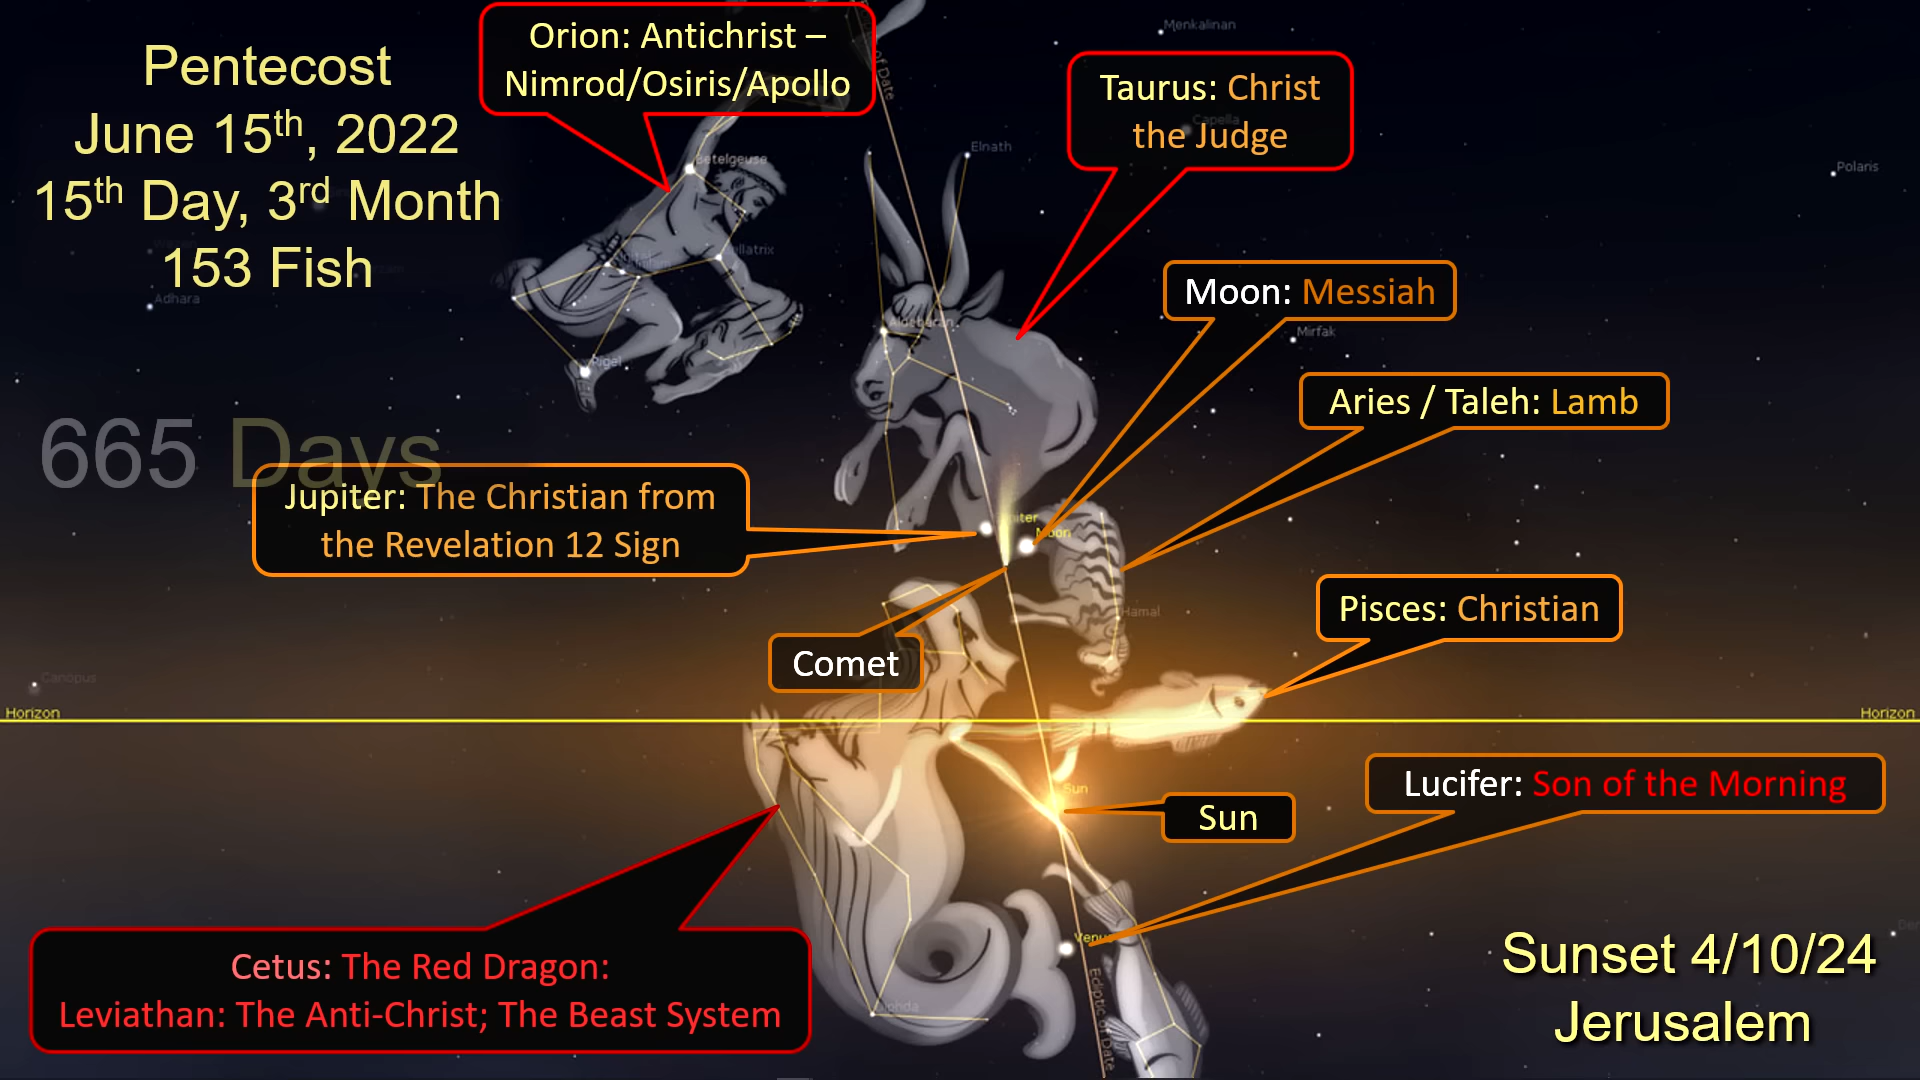 Pentecost
June 15th, 2022
15th Day, 3rd Month
153 Fish
665 Days
Orion: Antichrist –
Nimrod/Osiris/Apollo
Taurus: Christ
the Judge
Moon: Messiah
Aries / Taleh: Lamb
Jupiter: The Christian from
the Revelation 12 Sign
Pisces: Christian
Comet
Lucifer: Son of the Morning
Sun
Cetus: The Red Dragon:
Leviathan: The Anti-Christ; The Beast System
Sunset 4/10/24
Jerusalem
Menkalinan
Capella
Elnath
Polaris
Betelgeuse
Adhara
Mirfak
Aldebaran
Rigel
Moon
Hamal
Canopus
Horizon
Horizon
Sun
Venus
Ecliptic of Date
of Date